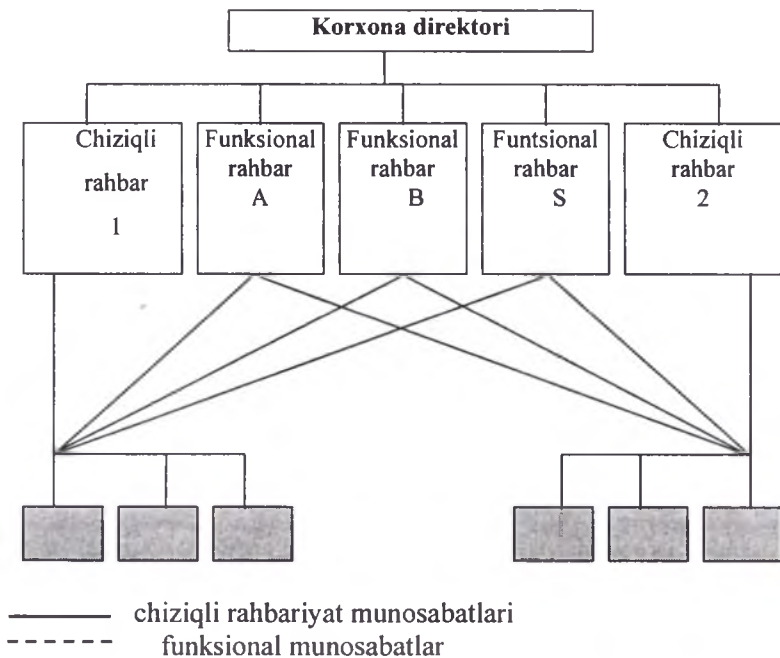 Korxona direktori
Chiziqli
rahbar
1
Funksional
rahbar
A
Funksional
rahbar
B
Funtsional
rahbar
S
Chiziqli
rahbar
2
chiziqli rahbariyat munosabatlari
funksional munosabatlar